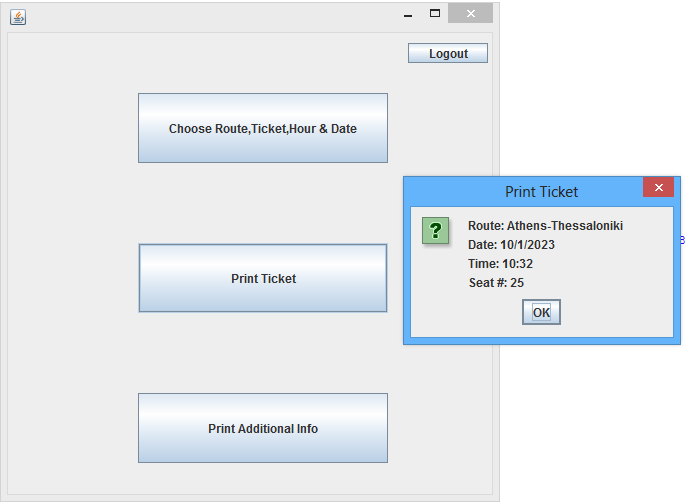 Logout
Choose Route,Ticket,Hour & Date
Print Ticket
Print Ticket
Route: Athens-Thessaloniki
Date: 10/1/2023
Time: 10:32
Seat #: 25
OK
Print Additional Info